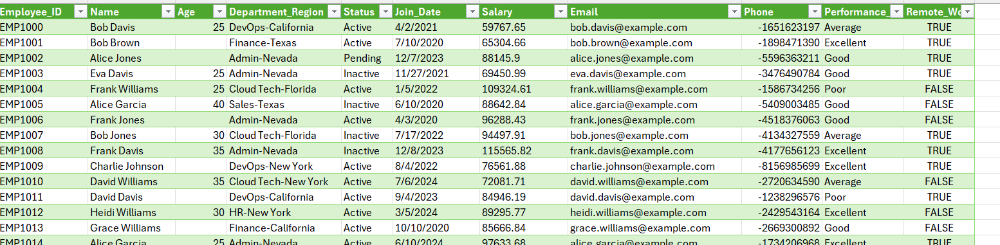 Employee_ID Name Age Department_Region Status Join_Date Salary Email Phone Performance_ Remote_Wo
EMP1000 Bob Davis 25 DevOps-California Active 4/2/2021 59767.65 bob.davis@example.com -1651623197 Average TRUE
EMP1001 Bob Brown Finance-Texas Active 7/10/2020 65304.66 bob.brown@example.com -1898471390 Excellent TRUE
EMP1002 Alice Jones Admin-Nevada Pending 12/7/2023 88145.9 alice.jones@example.com -5596363211 Good TRUE
EMP1003 Eva Davis 25 Admin-Nevada Inactive 11/27/2021 69450.99 eva.davis@example.com -3476490784 Good TRUE
EMP1004 Frank Williams 25 Cloud Tech-Florida Active 1/5/2022 109324.61 frank.williams@example.com -1586734256 Poor FALSE
EMP1005 Alice Garcia 40 Sales-Texas Inactive 6/10/2020 88642.84 alice.garcia@example.com -5409003485 Good FALSE
EMP1006 Frank Jones Admin-Nevada Active 4/3/2020 96288.43 frank.jones@example.com -4518376063 Good FALSE
EMP1007 Bob Jones 30 Cloud Tech-Florida Inactive 7/17/2022 94497.91 bob.jones@example.com -4134327559 Average TRUE
EMP1008 Frank Davis 35 Admin-Nevada Inactive 12/8/2023 115565.82 frank.davis@example.com -4177656123 Excellent TRUE
EMP1009 Charlie Johnson DevOps-New York Active 8/4/2022 76561.88 charlie.johnson@example.com -8156985699 Excellent TRUE
EMP1010 David Williams 35 Cloud Tech-New York Active 7/6/2024 72081.71 david.williams@example.com -2720634590 Average FALSE
EMP1011 David Davis DevOps-California Active 9/4/2023 84946.19 david.davis@example.com -1238296576 Poor TRUE
EMP1012 Heidi Williams 30 HR-New York Active 3/5/2024 89295.77 heidi.williams@example.com -2429543164 Excellent FALSE
EMP1013 Grace Williams Finance-California Active 10/10/2020 85666.84 grace.williams@example.com -2669300892 Good FALSE
EMP1014 Alice Garcia 25 Admin-Nevada Active 6/10/2024 97633.68 alice.garcia@example.com -1734206968 Excellent TRUE